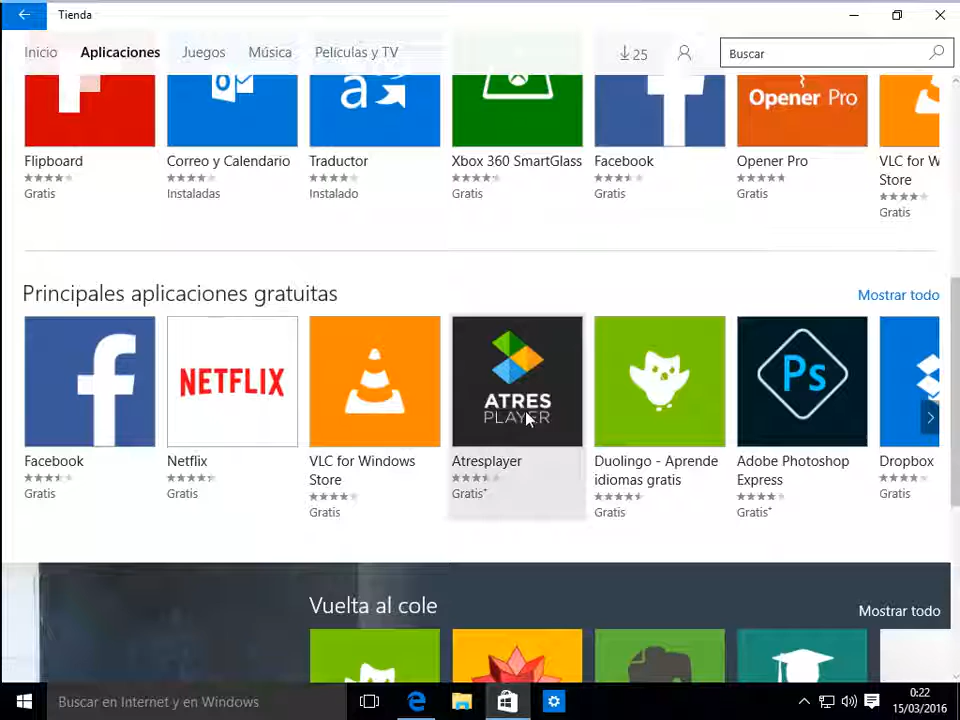 Tienda
Inicio Aplicaciones Juegos Música Películas y TV 25 Buscar
a
Opener Pro
Flipboard Correo y Calendario Traductor Xbox 360 SmartGlass Facebook Opener Pro VLC for W
Store
Gratis Instaladas Instalado Gratis Gratis Gratis
Gratis
Principales aplicaciones gratuitas Mostrar todo
f NETFLIX ATRES PLAYER Ps
Facebook Netflix VLC for Windows Store Atresplayer Duolingo - Aprende idiomas gratis Adobe Photoshop Express Dropbox
Gratis Gratis Gratis Gratis* Gratis Gratis* Gratis
Vuelta al cole Mostrar todo
Buscar en Internet y en Windows 0:22
15/03/2016